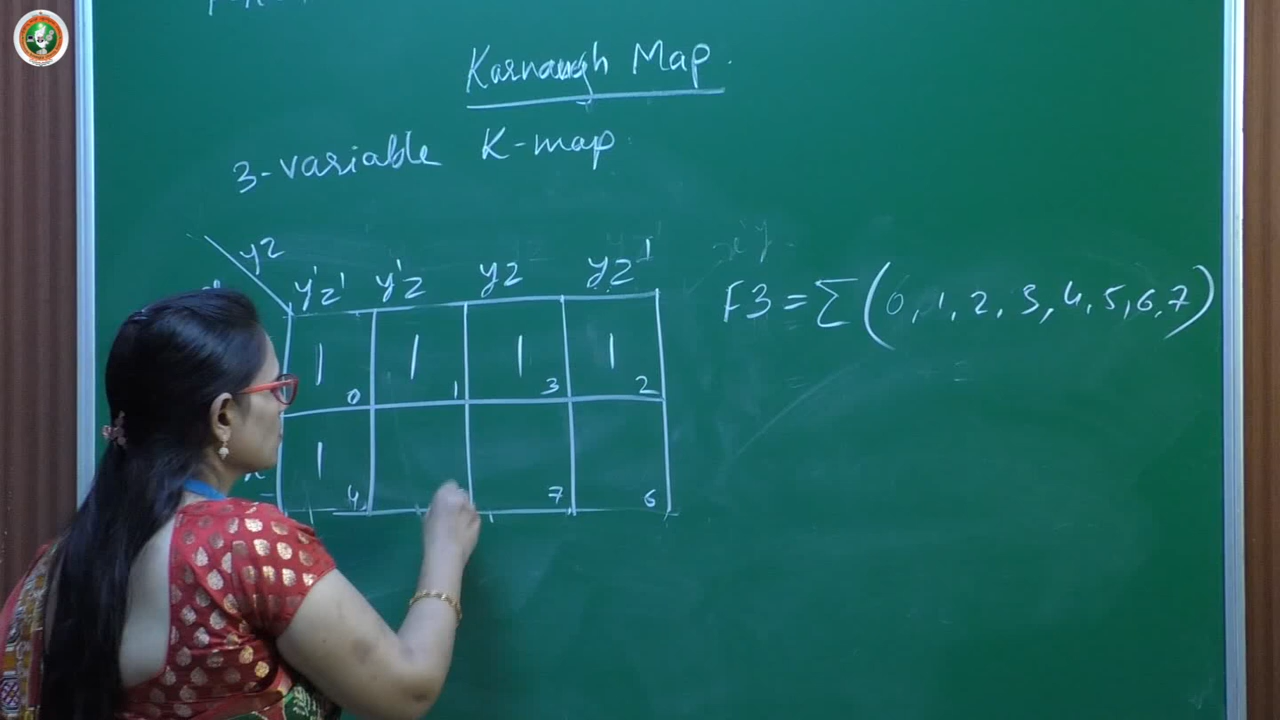 Karnaugh Map.
3-variable K-map
yz
y'z' y'z yz yz'
F3 = Σ(0, 1, 2, 3, 4, 5, 6, 7)
1 0 1 1 1 3 1 2
1 4 7 6